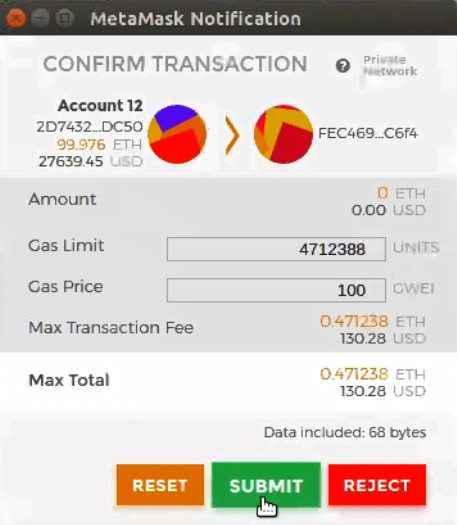 MetaMask Notification
CONFIRM TRANSACTION
? Private
Network
Account 12
2D7432...DC50
99.976 ETH
27639.45 USD
FEC469...C6f4
Amount
0 ETH
0.00 USD
Gas Limit
4712388 UNITS
Gas Price
100 GWEI
Max Transaction Fee
0.471238 ETH
130.28 USD
Max Total
0.471238 ETH
130.28 USD
Data included: 68 bytes
RESET
SUBMIT
REJECT